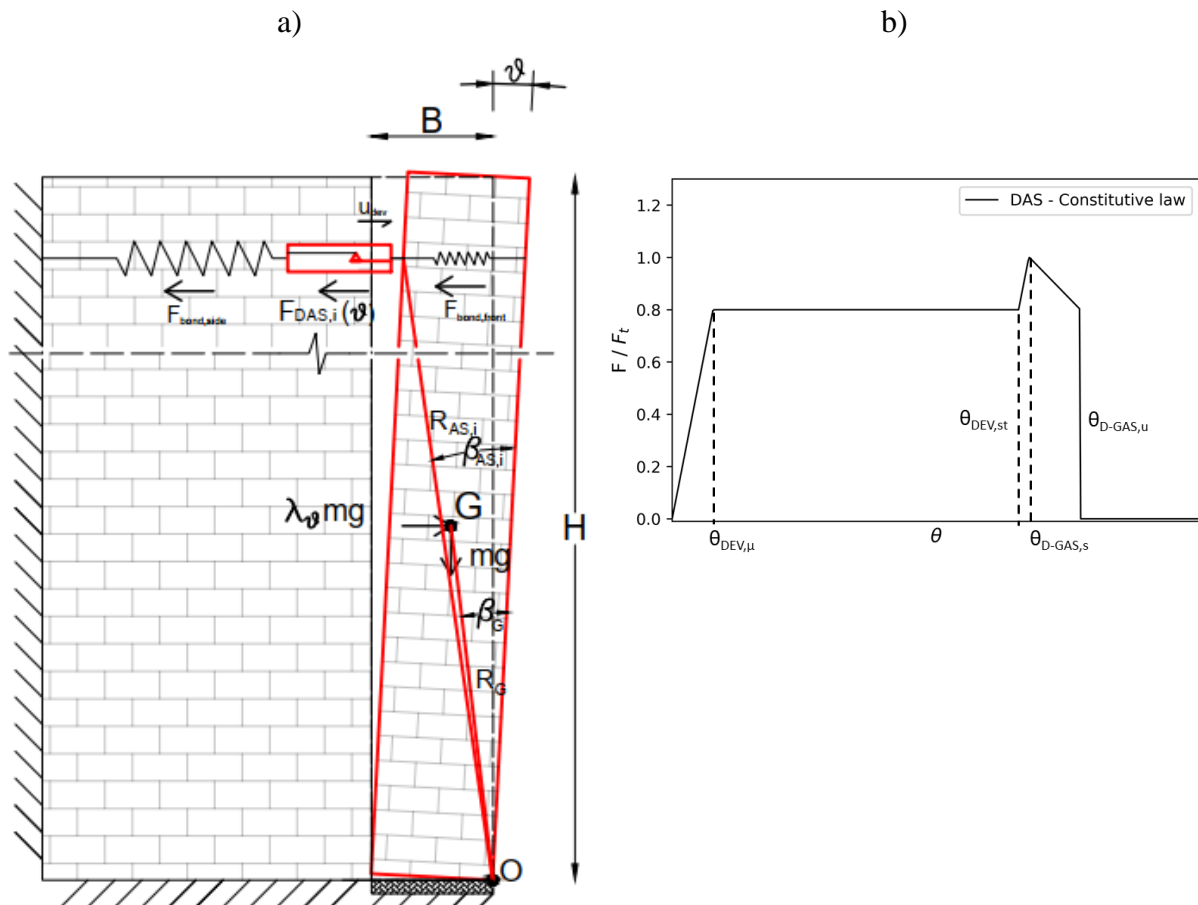 a)
b)
ϑ
B
u_dev
F_bond,side
F_DAS,i (ϑ)
F_bond,front
R_AS,i
β_AS,i
λ_ϑ mg
G
mg
β_G
R_G
H
O
DAS - Constitutive law
F / F_t
1.2
1.0
0.8
0.6
0.4
0.2
0.0
θ_DEV,st
θ_D-GAS,u
θ_DEV,μ
θ
θ_D-GAS,s